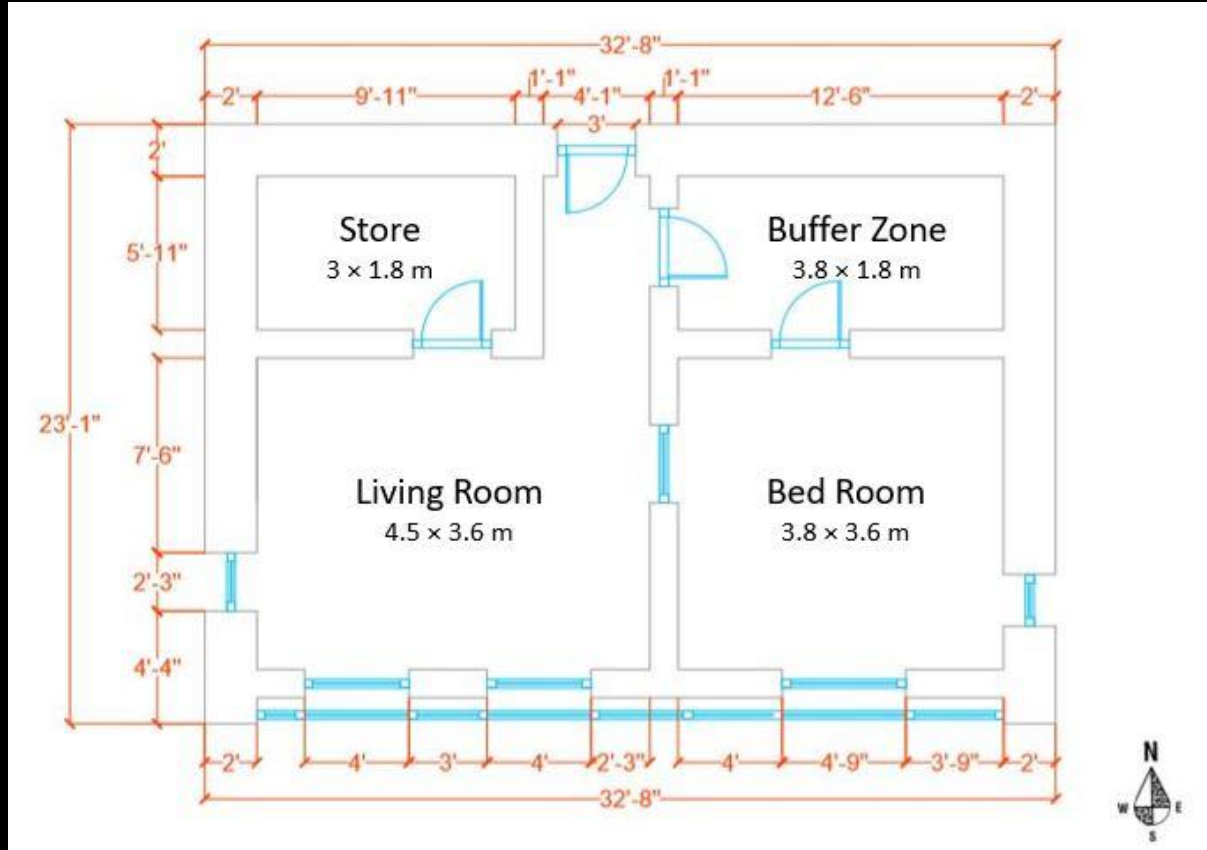 32'-8"
1'-1" 1'-1"
2' 9'-11" 4'-1" 12'-6" 2'
3'
2'
Store
3 × 1.8 m
Buffer Zone
3.8 × 1.8 m
5'-11"
23'-1"
7'-6"
Living Room
4.5 × 3.6 m
Bed Room
3.8 × 3.6 m
2'-3"
4'-4"
2' 4' 3' 4' 2'-3" 4' 4'-9" 3'-9" 2'
32'-8"
N
W E
S